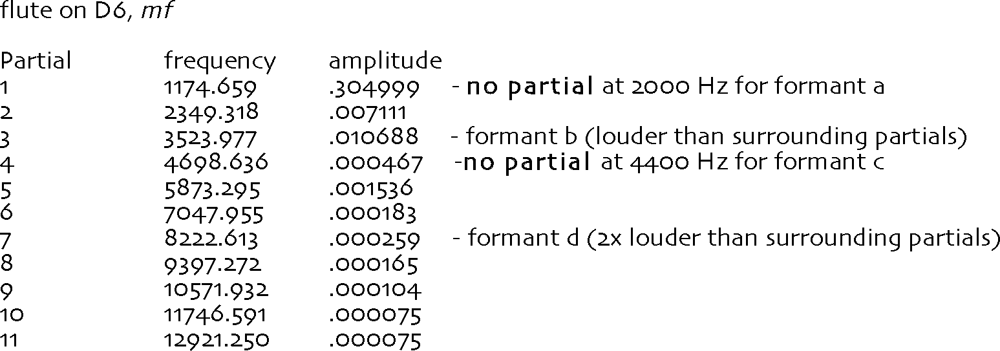 flute on D6, mf
Partial frequency amplitude
1 1174.659 .304999 - no partial at 2000 Hz for formant a
2 2349.318 .007111
3 3523.977 .010688 - formant b (louder than surrounding partials)
4 4698.636 .000467 -no partial at 4400 Hz for formant c
5 5873.295 .001536
6 7047.955 .000183
7 8222.613 .000259 - formant d (2x louder than surrounding partials)
8 9397.272 .000165
9 10571.932 .000104
10 11746.591 .000075
11 12921.250 .000075